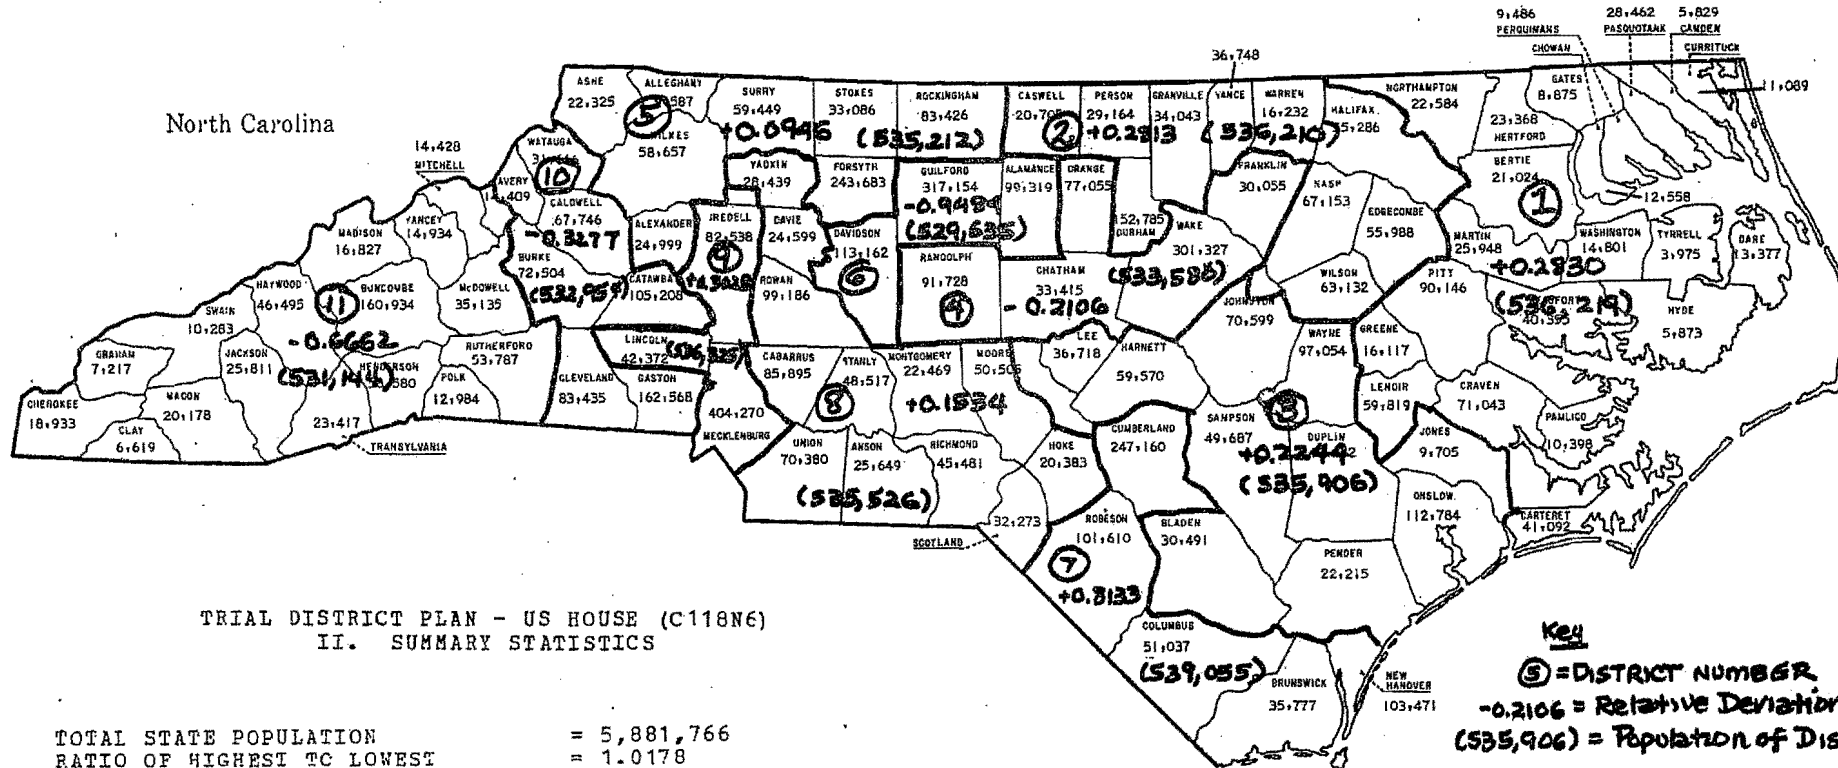 North Carolina
9,486
PERQUIMANS
28,462
PASQUOTANK
5,829
CAMDEN
CHOWAN
CURRITUCK
11,089
36,748
VANCE
ASHE
22,325
ALLEGHANY
587
5
WILKES
58,657
SURRY
59,449
+0.0946
STOKES
33,086
(535,212)
ROCKINGHAM
83,426
CASWELL
2
PERSON
29,164
+0.2813
GRANVILLE
34,043
WARREN
16,232
(536,210)
HALIFAX
NORTHAMPTON
22,584
GATES
8,875
23,368
HERTFORD
BERTIE
21,024
1
12,558
14,428
MITCHELL
WATAUGA
10
AVERY
CALDWELL
67,746
-0.3277
YADKIN
28,439
FORSYTH
243,683
GUILFORD
317,154
-0.9489
(529,635)
ALAMANCE
99,319
ORANGE
77,055
DURHAM
FRANKLIN
30,055
NASH
67,153
EDGECOMBE
55,988
MARTIN
25,948
+0.2830
WASHINGTON
14,801
TYRRELL
3,975
DARE
13,377
MADISON
16,827
YANCEY
14,934
BURKE
72,504
(532,954)
ALEXANDER
24,999
IREDELL
82,538
9
DAVIE
24,599
DAVIDSON
113,162
6
RANDOLPH
91,728
4
CHATHAM
33,415
-0.2106
WAKE
301,327
WILSON
63,132
PITT
90,146
(536,219)
HYDE
5,873
HAYWOOD
46,495
11
-0.6662
BUNCOMBE
160,934
McDOWELL
35,135
CATAWBA
105,208
ROWAN
99,186
JOHNSTON
70,599
SWAIN
10,283
GRAHAM
7,217
JACKSON
25,811
HENDERSON
580
(531,144)
RUTHERFORD
53,787
POLK
12,984
CLEVELAND
83,435
LINCOLN
42,372
(536,325)
GASTON
162,568
CABARRUS
85,895
STANLY
48,517
8
MONTGOMERY
22,469
+0.1534
MOORE
LEE
36,718
HARNETT
59,570
WAYNE
97,054
GREENE
16,117
LENOIR
59,819
CRAVEN
71,043
PAMLICO
10,398
CHEROKEE
18,933
MACON
20,178
CLAY
6,619
23,417
TRANSYLVANIA
404,270
MECKLENBURG
UNION
70,380
ANSON
25,649
(535,526)
RICHMOND
45,481
HOKE
20,383
CUMBERLAND
247,160
SAMPSON
49,687
3
+0.2244
(535,906)
DUPLIN
JONES
9,705
ONSLOW
112,784
CARTERET
41,092
32,273
SCOTLAND
ROBESON
101,610
7
+0.8133
BLADEN
30,491
PENDER
22,215
COLUMBUS
51,037
(539,055)
BRUNSWICK
35,777
NEW
HANOVER
103,471
TRIAL DISTRICT PLAN - US HOUSE (C118N6)
II. SUMMARY STATISTICS
Key
5 = DISTRICT NUMBER
-0.2106 = Relative Deviation
(535,906) = Population of Dis
TOTAL STATE POPULATION = 5,881,766
RATIO OF HIGHEST TO LOWEST = 1.0178